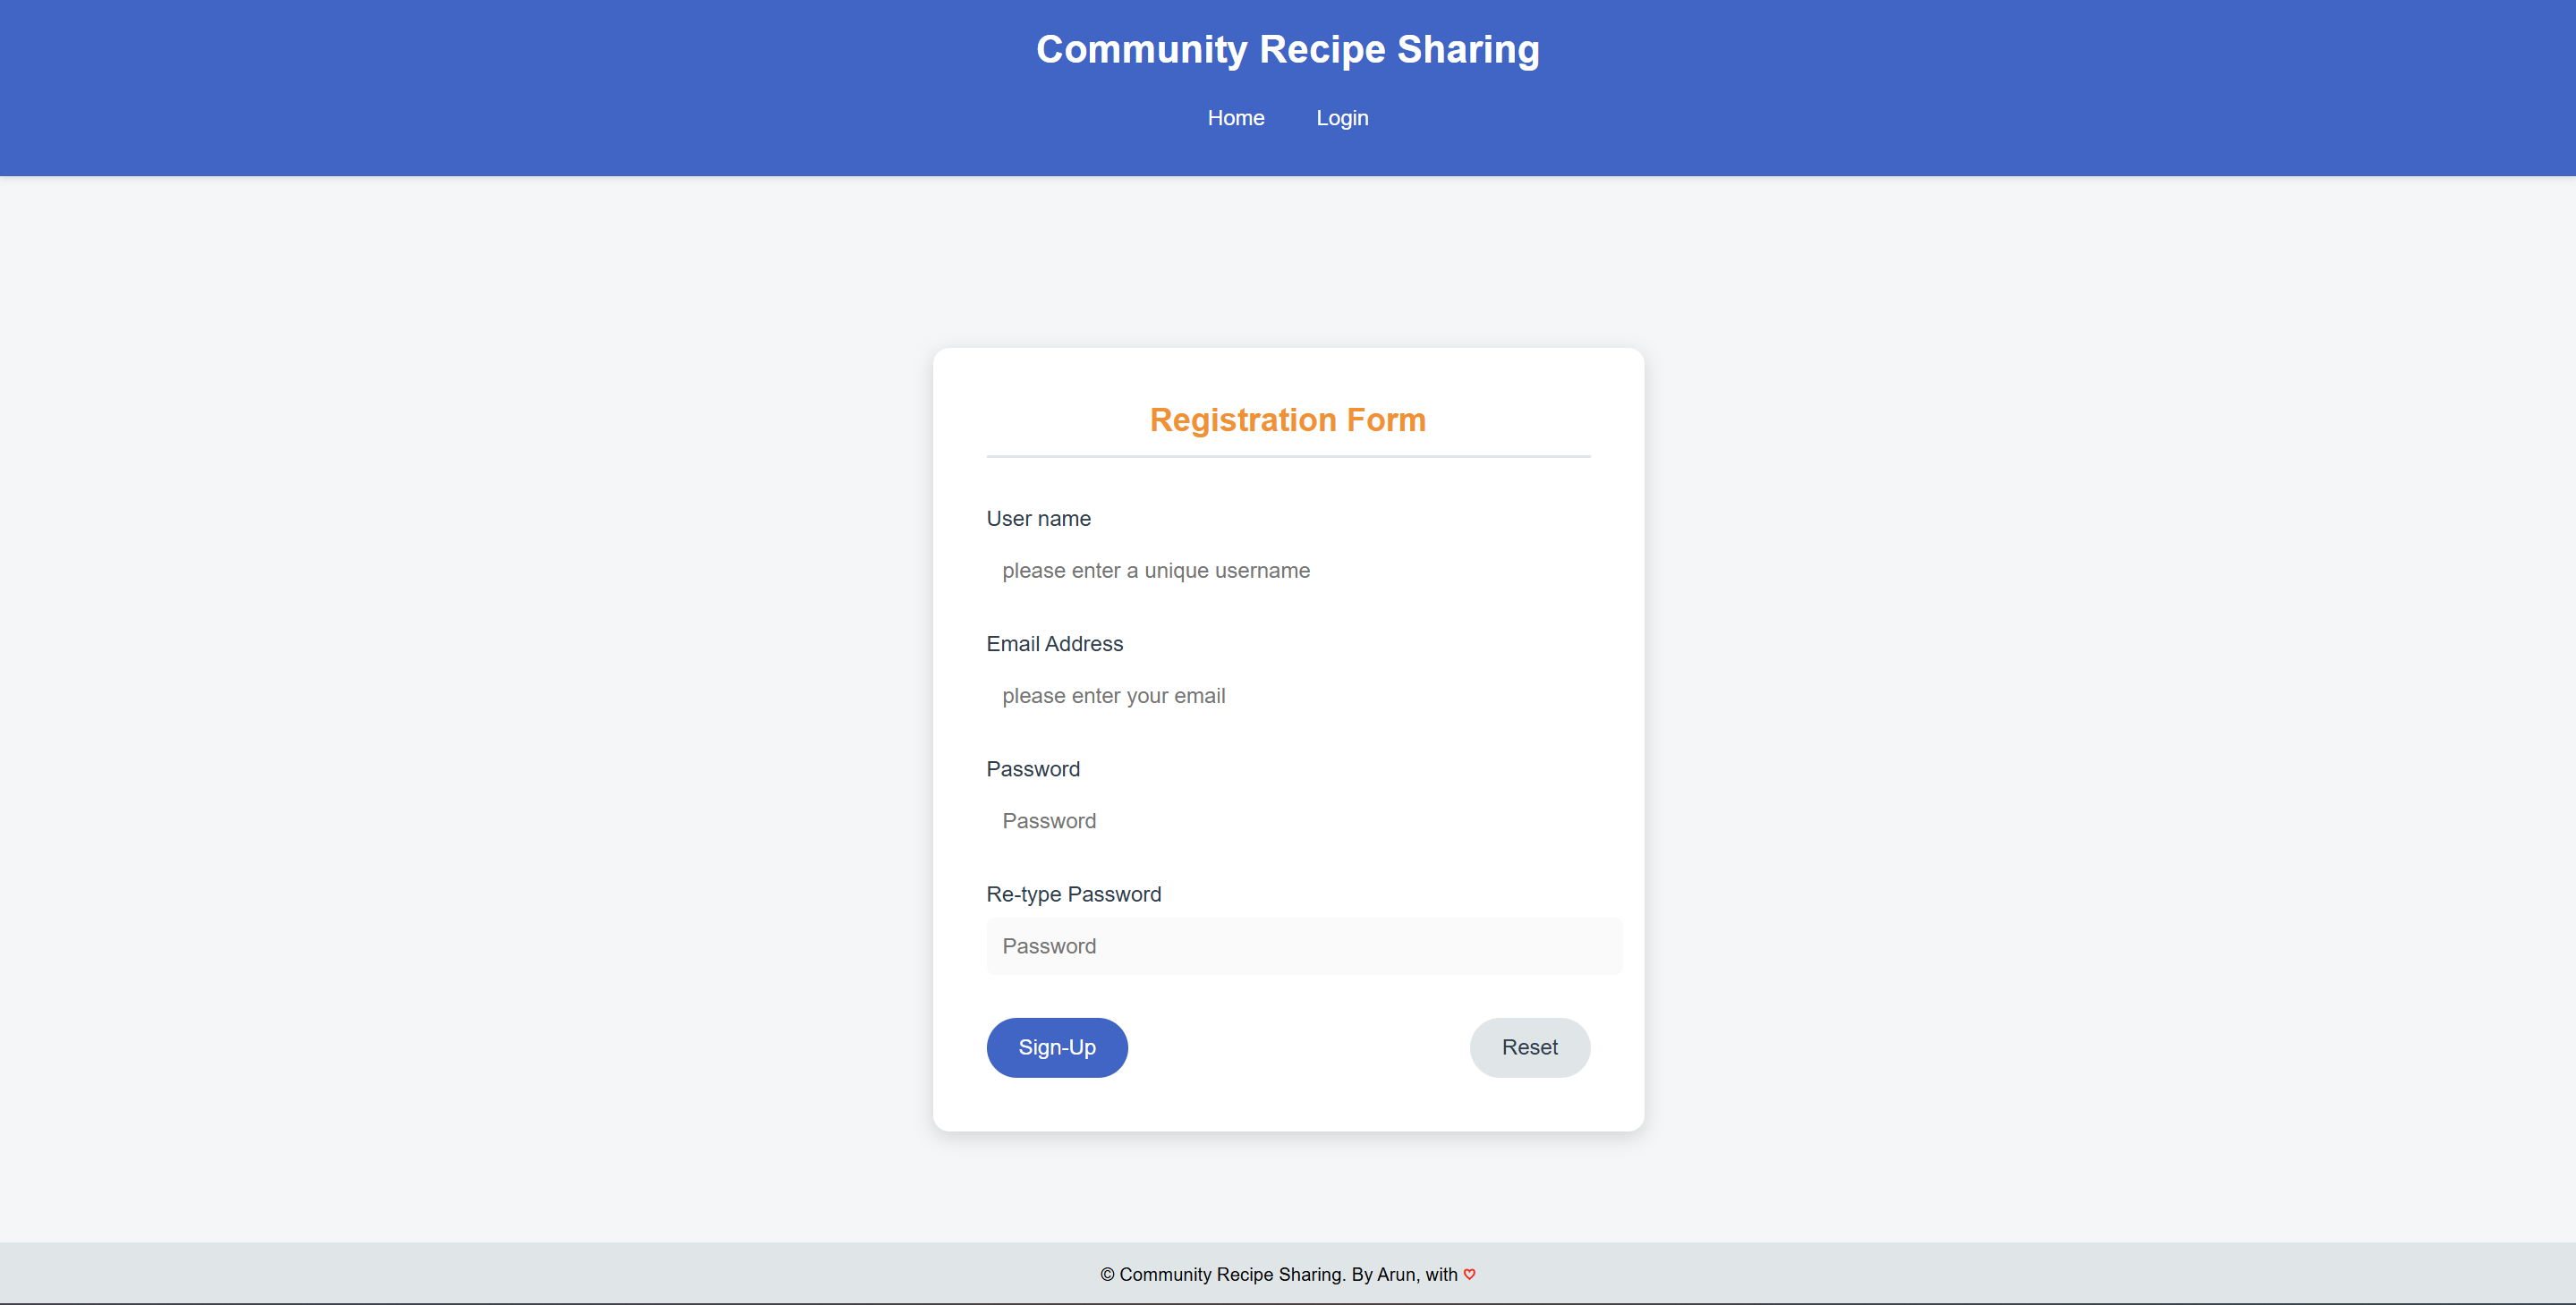 Community Recipe Sharing
Home Login
Registration Form
User name
please enter a unique username
Email Address
please enter your email
Password
Password
Re-type Password
Password
Sign-Up Reset
© Community Recipe Sharing. By Arun, with ♡